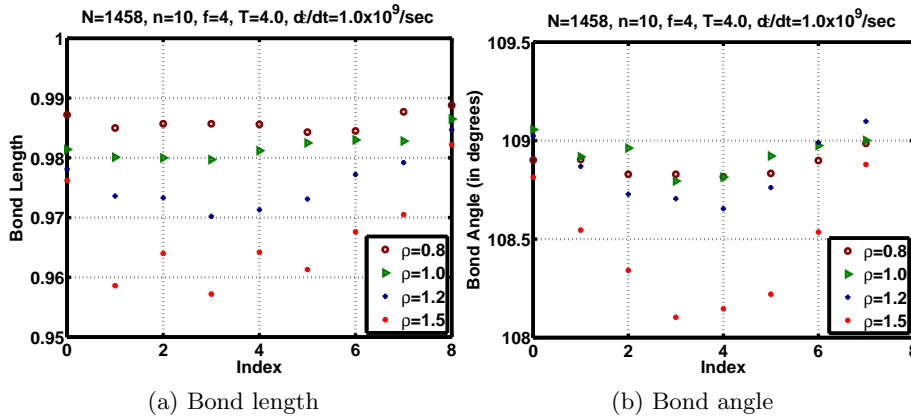 N=1458, n=10, f=4, T=4.0, dε/dt=1.0x10⁹/sec
1
0.99
0.98
0.97
0.96
0.95
Bond Length
0 2 4 6 8
Index
ρ=0.8
ρ=1.0
ρ=1.2
ρ=1.5
(a) Bond length
N=1458, n=10, f=4, T=4.0, dε/dt=1.0x10⁹/sec
109.5
109
108.5
108
Bond Angle (in degrees)
0 2 4 6 8
Index
ρ=0.8
ρ=1.0
ρ=1.2
ρ=1.5
(b) Bond angle